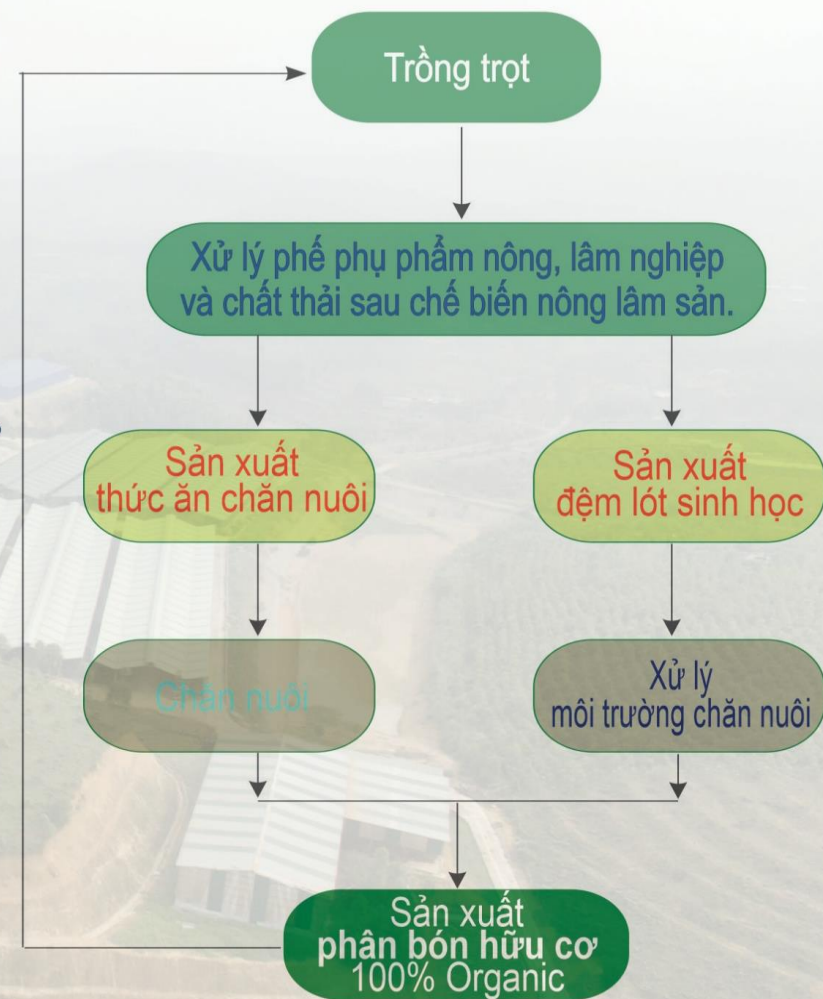 Trồng trọt
Xử lý phế phụ phẩm nông, lâm nghiệp
và chất thải sau chế biến nông lâm sản.
Sản xuất
thức ăn chăn nuôi
Sản xuất
đệm lót sinh học
Chăn nuôi
Xử lý
môi trường chăn nuôi
Sản xuất
phân bón hữu cơ
100% Organic